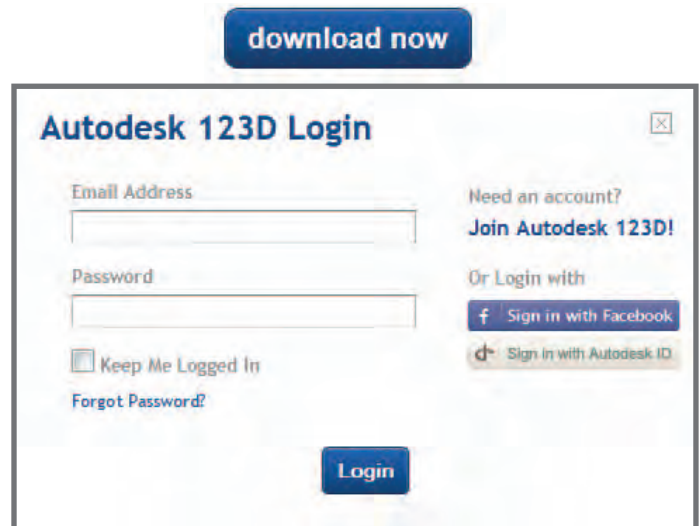 download now
Autodesk 123D Login
Email Address
Password
Keep Me Logged In
Forgot Password?
Need an account?
Join Autodesk 123D!
Or Login with
f Sign in with Facebook
Sign in with Autodesk ID
Login